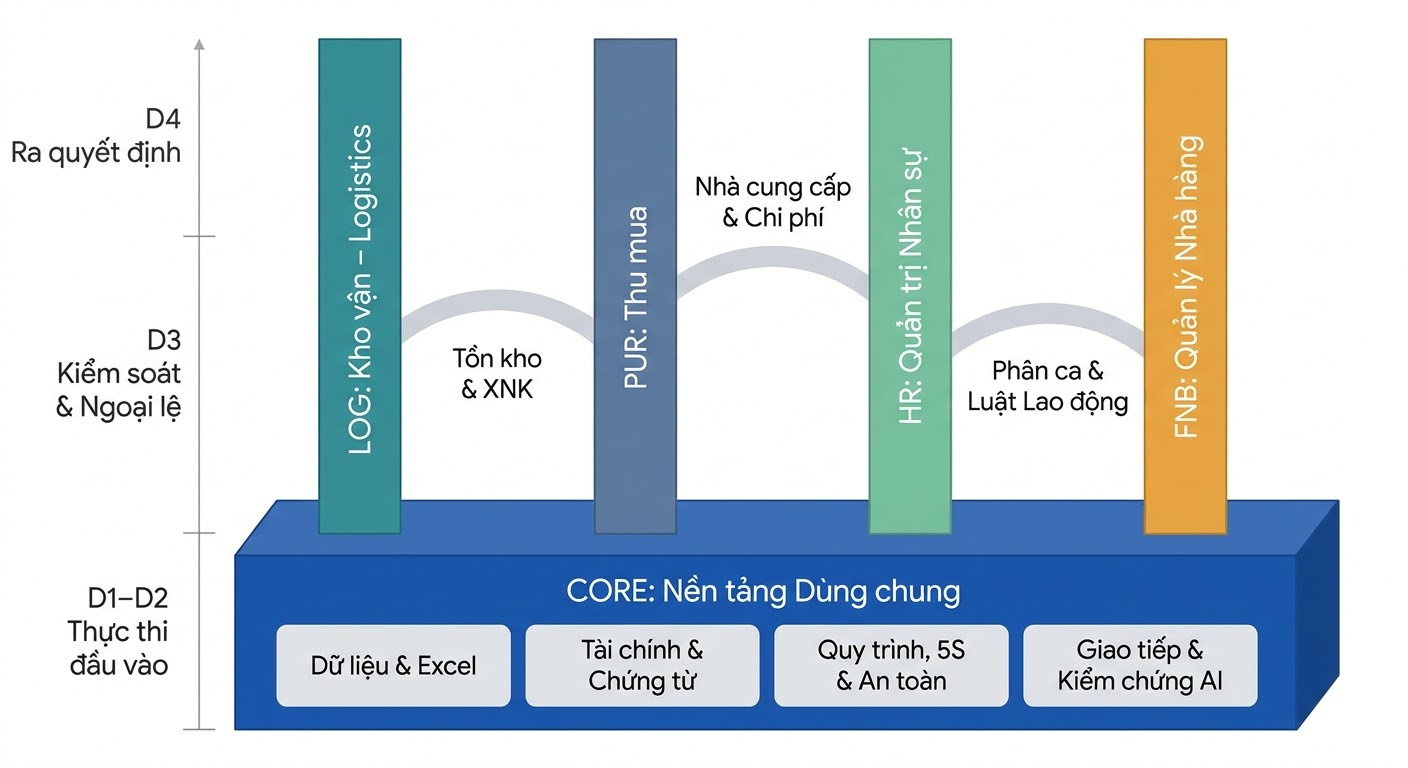 D4
Ra quyết định
D3
Kiểm soát
& Ngoại lệ
D1–D2
Thực thi
đầu vào
LOG: Kho vận – Logistics
PUR: Thu mua
HR: Quản trị Nhân sự
FNB: Quản lý Nhà hàng
Tồn kho
& XNK
Nhà cung cấp
& Chi phí
Phân ca &
Luật Lao động
CORE: Nền tảng Dùng chung
Dữ liệu & Excel
Tài chính &
Chứng từ
Quy trình, 5S
& An toàn
Giao tiếp &
Kiểm chứng AI